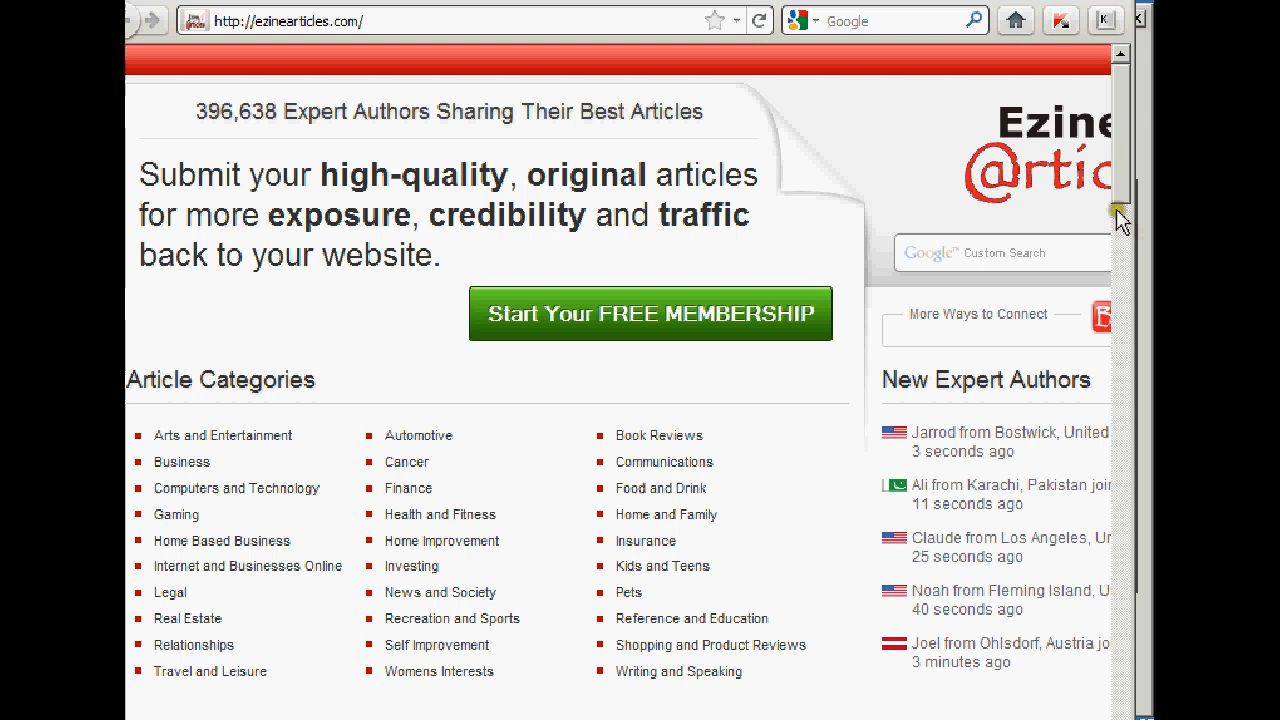 http://ezinearticles.com/
Google
396,638 Expert Authors Sharing Their Best Articles
Submit your high-quality, original articles
for more exposure, credibility and traffic
back to your website.
Start Your FREE MEMBERSHIP
Ezine
@rtic
Google™ Custom Search
More Ways to Connect
Article Categories
Arts and Entertainment
Business
Computers and Technology
Gaming
Home Based Business
Internet and Businesses Online
Legal
Real Estate
Relationships
Travel and Leisure
Automotive
Cancer
Finance
Health and Fitness
Home Improvement
Investing
News and Society
Recreation and Sports
Self Improvement
Womens Interests
Book Reviews
Communications
Food and Drink
Home and Family
Insurance
Kids and Teens
Pets
Reference and Education
Shopping and Product Reviews
Writing and Speaking
New Expert Authors
Jarrod from Bostwick, United
3 seconds ago
Ali from Karachi, Pakistan join
11 seconds ago
Claude from Los Angeles, Un
25 seconds ago
Noah from Fleming Island, U
40 seconds ago
Joel from Ohlsdorf, Austria jo
3 minutes ago